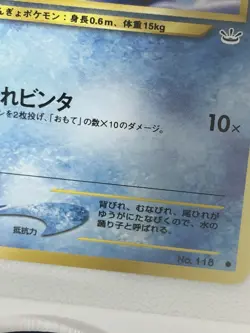 んぎょポケモン：身長0.6m、体重15kg
れビンタ
10×
ンを2枚投げ、「おもて」の数×10のダメージ。
背びれ、むなびれ、尾ひれが
ゆうがにたなびくので、水の
踊り子と呼ばれる。
抵抗力
No. 118 ●